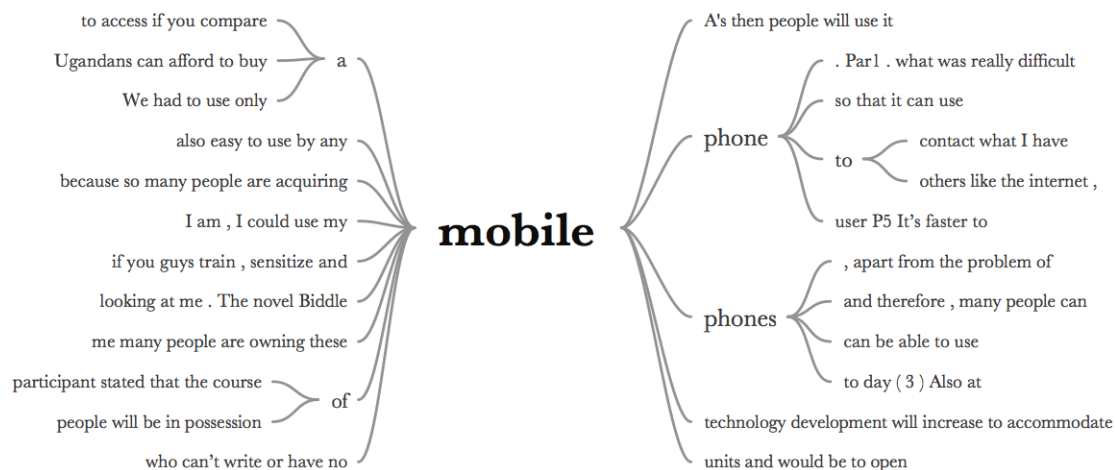 to access if you compare
Ugandans can afford to buy
We had to use only
a
also easy to use by any
because so many people are acquiring
I am , I could use my
if you guys train , sensitize and
looking at me . The novel Biddle
me many people are owning these
participant stated that the course
people will be in possession
of
who can't write or have no
mobile
A's then people will use it
phone
. Par1 . what was really difficult
so that it can use
to
contact what I have
others like the internet ,
user P5 It's faster to
phones
, apart from the problem of
and therefore , many people can
can be able to use
to day ( 3 ) Also at
technology development will increase to accommodate
units and would be to open